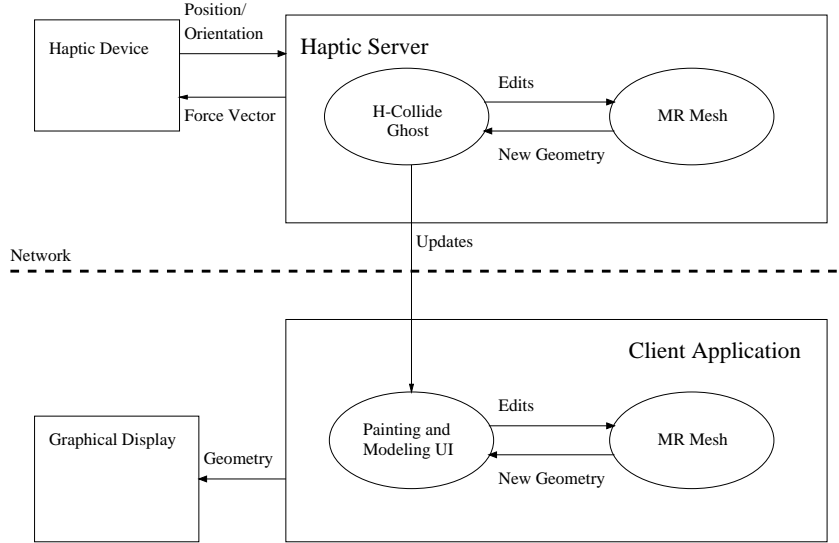 Position/
Orientation
Haptic Device
Force Vector
Haptic Server
H-Collide
Ghost
Edits
New Geometry
MR Mesh
Updates
Network
Client Application
Painting and
Modeling UI
Edits
New Geometry
MR Mesh
Graphical Display
Geometry